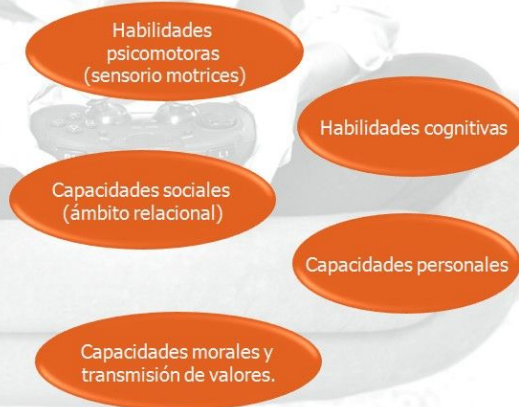 Habilidades
psicomotoras
(sensorio motrices)
Habilidades cognitivas
Capacidades sociales
(ámbito relacional)
Capacidades personales
Capacidades morales y
transmisión de valores.